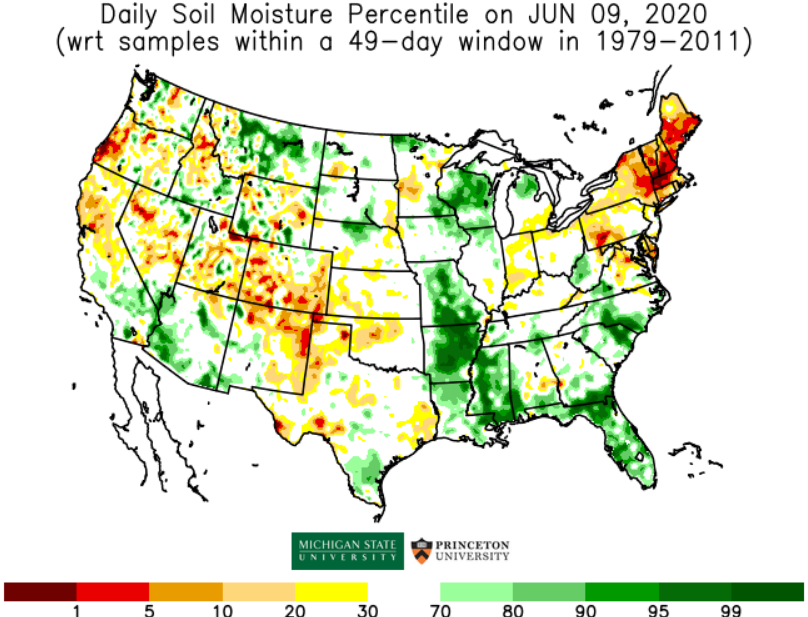 Daily Soil Moisture Percentile on JUN 09, 2020
(wrt samples within a 49-day window in 1979-2011)
MICHIGAN STATE
UNIVERSITY
PRINCETON
UNIVERSITY
1 5 10 20 30 70 80 90 95 99